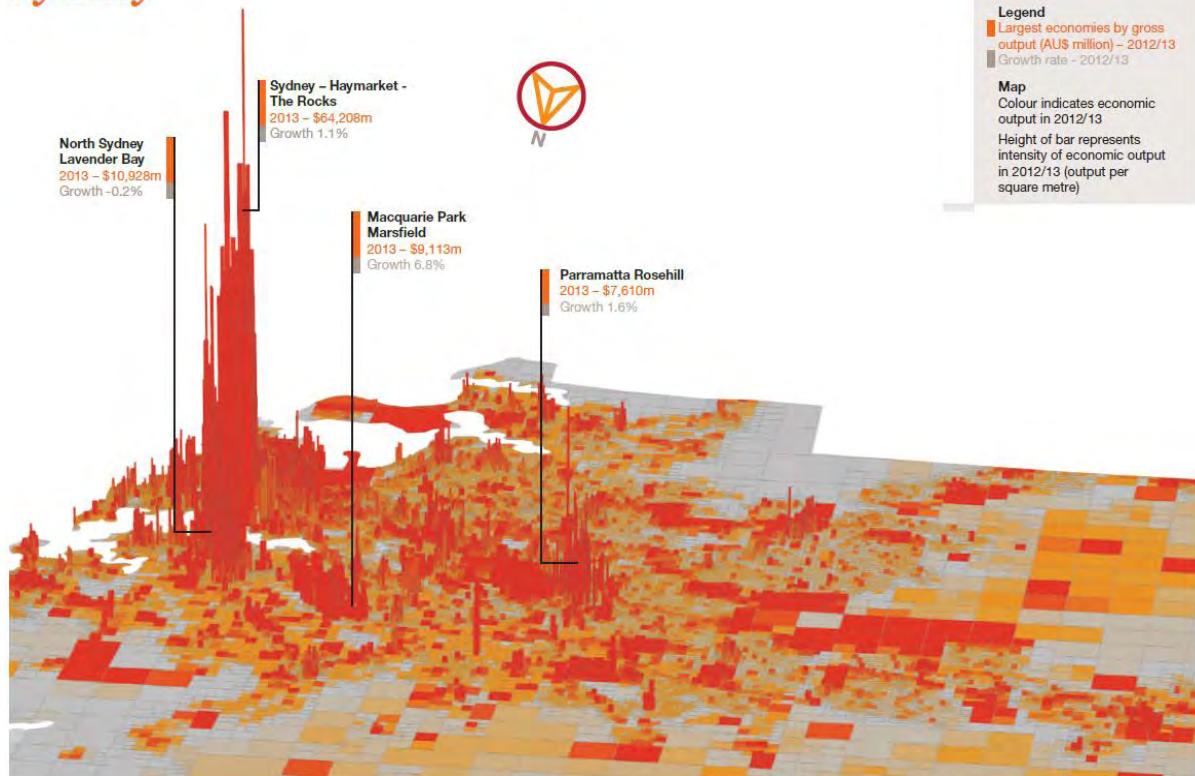 Sydney – Haymarket -
The Rocks
2013 – $64,208m
Growth 1.1%
North Sydney
Lavender Bay
2013 – $10,928m
Growth -0.2%
Macquarie Park
Marsfield
2013 – $9,113m
Growth 6.8%
Parramatta Rosehill
2013 – $7,610m
Growth 1.6%
N
Legend
Largest economies by gross
output (AU$ million) – 2012/13
Growth rate - 2012/13
Map
Colour indicates economic
output in 2012/13
Height of bar represents
intensity of economic output
in 2012/13 (output per
square metre)